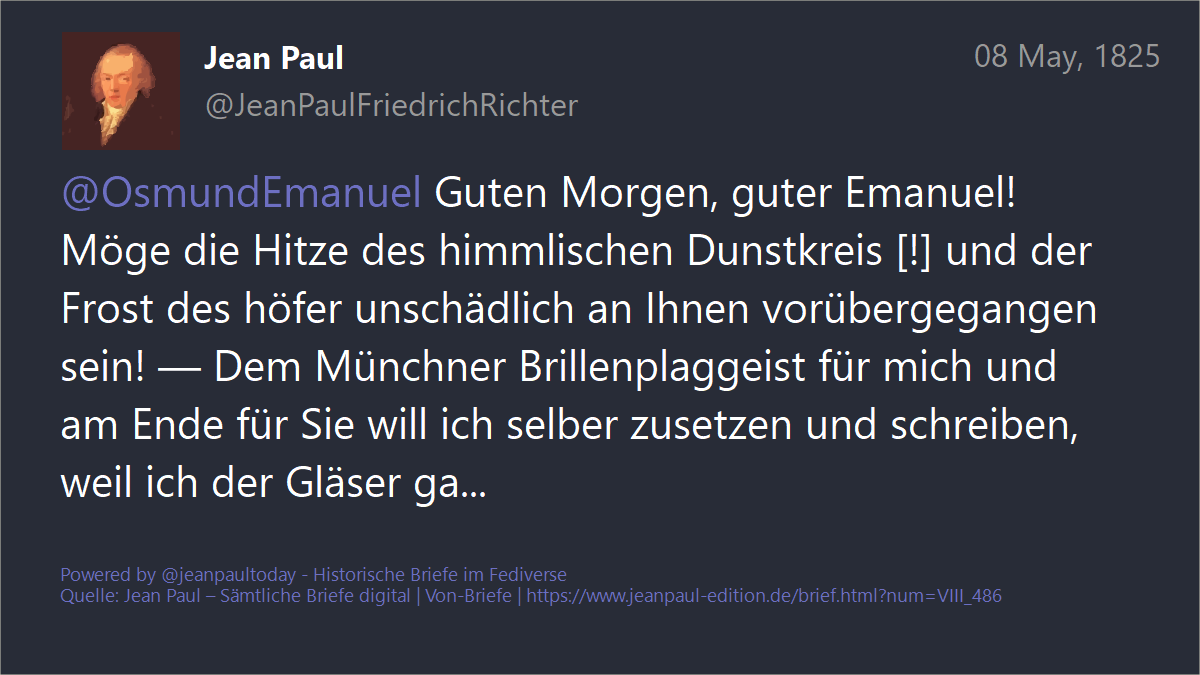 Jean Paul
08 May, 1825
@JeanPaulFriedrichRichter
@OsmundEmanuel Guten Morgen, guter Emanuel!
Möge die Hitze des himmlischen Dunstkreis [!] und der
Frost des höfer unschädlich an Ihnen vorübergegangen
sein! — Dem Münchner Brillenplaggeist für mich und
am Ende für Sie will ich selber zusetzen und schreiben,
weil ich der Gläser ga...
Powered by @jeanpaultoday - Historische Briefe im Fediverse
Quelle: Jean Paul – Sämtliche Briefe digital | Von-Briefe | https://www.jeanpaul-edition.de/brief.html?num=VIII_486